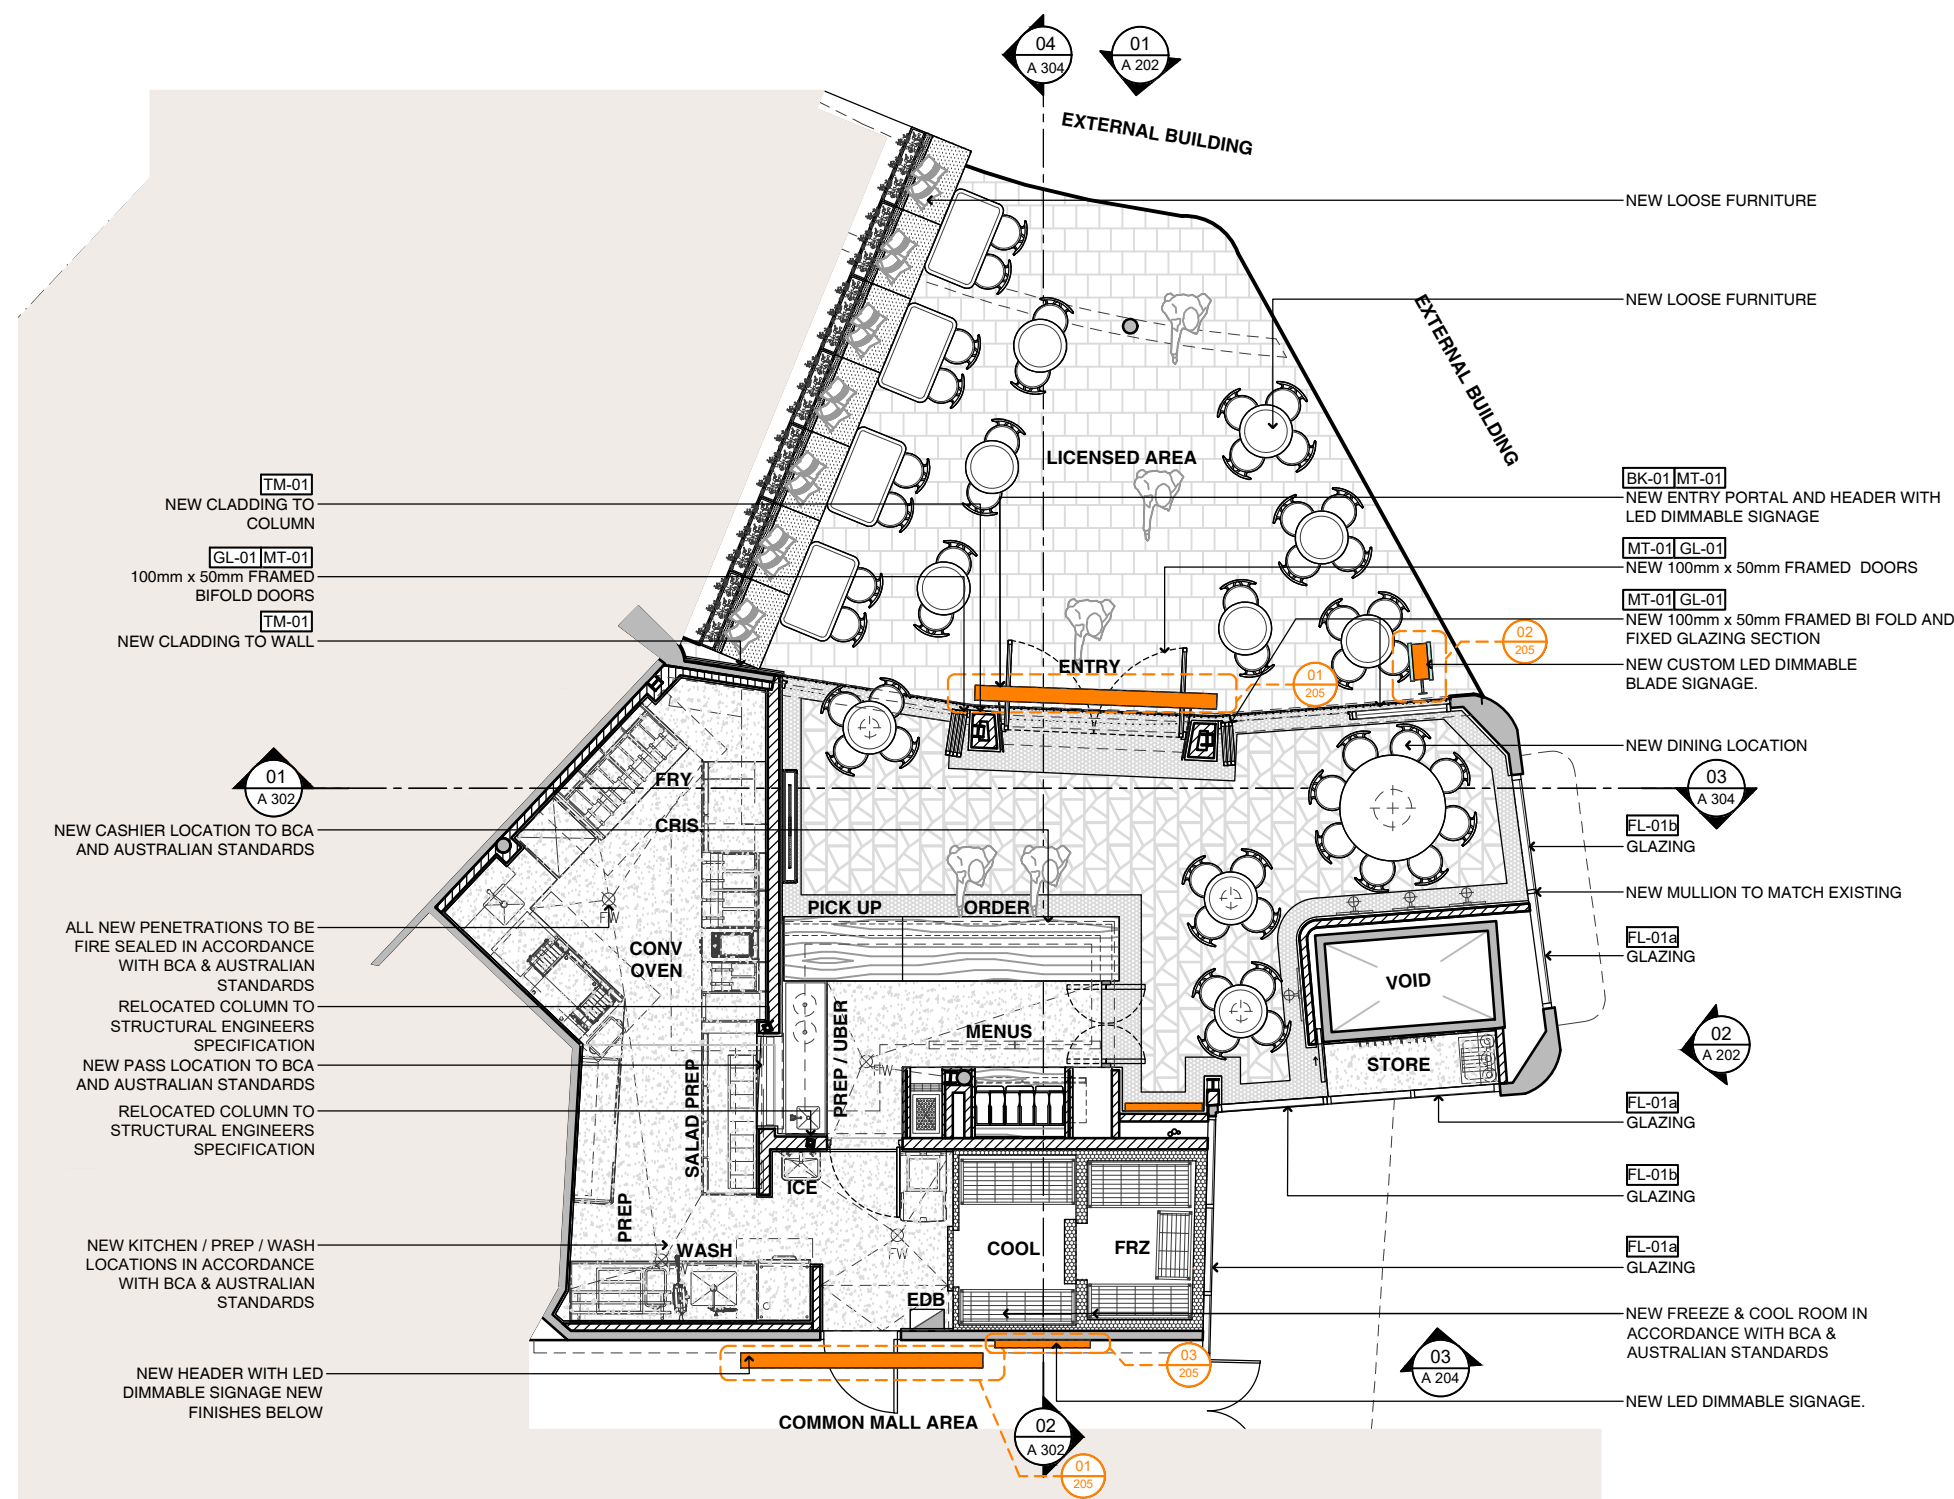 04
A 304
01
A 202
EXTERNAL BUILDING
NEW LOOSE FURNITURE
NEW LOOSE FURNITURE
EXTERNAL BUILDING
LICENSED AREA
TM-01
NEW CLADDING TO
COLUMN
GL-01 MT-01
100mm x 50mm FRAMED
BIFOLD DOORS
TM-01
NEW CLADDING TO WALL
BK-01 MT-01
NEW ENTRY PORTAL AND HEADER WITH
LED DIMMABLE SIGNAGE
MT-01 GL-01
NEW 100mm x 50mm FRAMED DOORS
MT-01 GL-01
NEW 100mm x 50mm FRAMED BI FOLD AND
FIXED GLAZING SECTION
NEW CUSTOM LED DIMMABLE
BLADE SIGNAGE.
02
205
ENTRY
01
205
NEW DINING LOCATION
01
A 302
03
A 304
FRY
CRIS
NEW CASHIER LOCATION TO BCA
AND AUSTRALIAN STANDARDS
FL-01b
GLAZING
NEW MULLION TO MATCH EXISTING
PICK UP
ORDER
FW
ALL NEW PENETRATIONS TO BE
FIRE SEALED IN ACCORDANCE
WITH BCA & AUSTRALIAN
STANDARDS
CONV
OVEN
FL-01a
GLAZING
VOID
RELOCATED COLUMN TO
STRUCTURAL ENGINEERS
SPECIFICATION
MENUS
PREP / UBER
FW
STORE
02
A 202
NEW PASS LOCATION TO BCA
AND AUSTRALIAN STANDARDS
SALAD PREP
RELOCATED COLUMN TO
STRUCTURAL ENGINEERS
SPECIFICATION
FL-01a
GLAZING
ICE
FL-01b
GLAZING
PREP
WASH
FW
COOL
FRZ
NEW KITCHEN / PREP / WASH
LOCATIONS IN ACCORDANCE
WITH BCA & AUSTRALIAN
STANDARDS
FL-01a
GLAZING
EDB
NEW FREEZE & COOL ROOM IN
ACCORDANCE WITH BCA &
AUSTRALIAN STANDARDS
03
205
03
A 204
NEW HEADER WITH LED
DIMMABLE SIGNAGE NEW
FINISHES BELOW
NEW LED DIMMABLE SIGNAGE.
COMMON MALL AREA
02
A 302
01
205